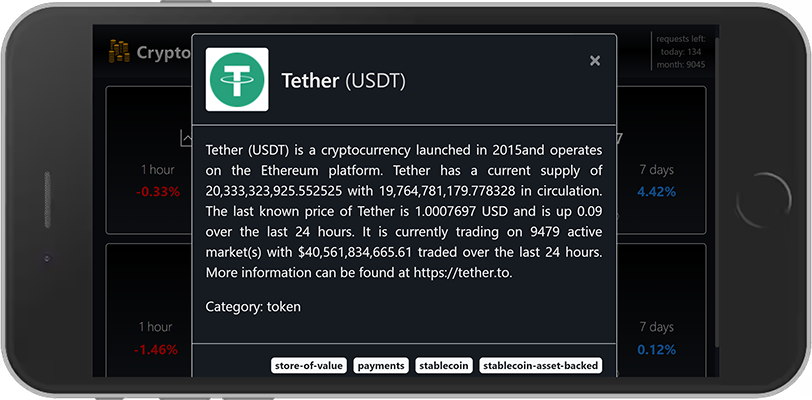 Crypto
requests left:
today: 134
month: 9045
Tether (USDT)
×
Tether (USDT) is a cryptocurrency launched in 2015and operates
on the Ethereum platform. Tether has a current supply of
20,333,323,925.552525 with 19,764,781,179.778328 in circulation.
The last known price of Tether is 1.0007697 USD and is up 0.09
over the last 24 hours. It is currently trading on 9479 active
market(s) with $40,561,834,665.61 traded over the last 24 hours.
More information can be found at https://tether.to.
Category: token
store-of-value payments stablecoin stablecoin-asset-backed
1 hour
-0.33%
7 days
4.42%
1 hour
-1.46%
7 days
0.12%